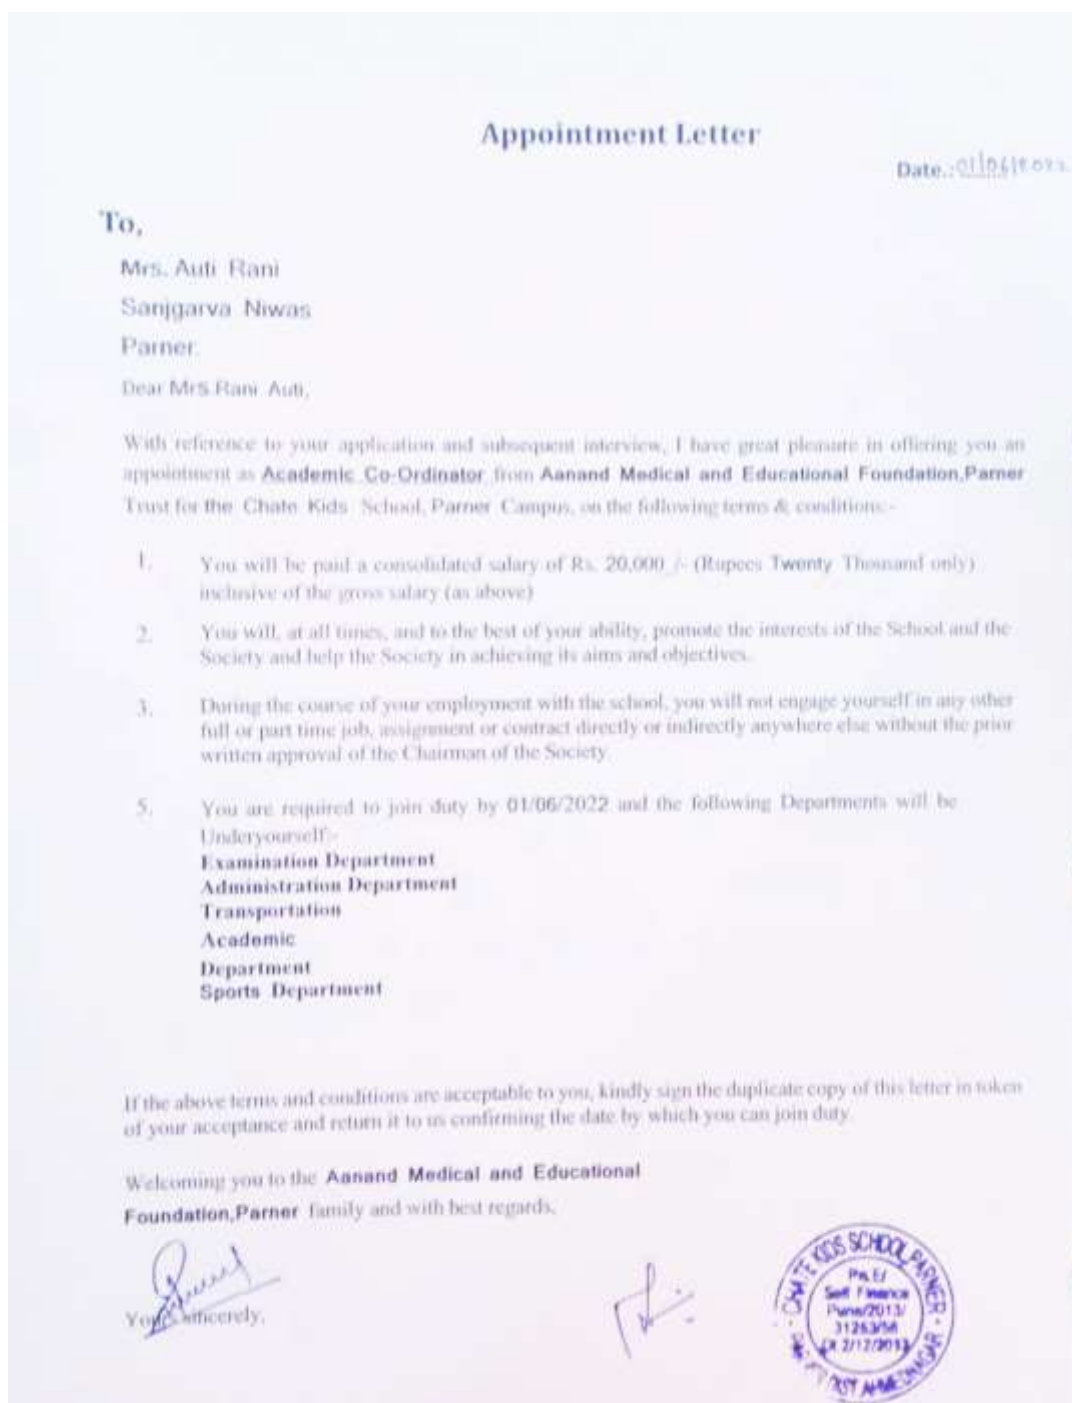 Appointment Letter
Date.: 01/06/2022
To,
Mrs. Auti Rani
Sanjgarva Niwas
Parner.
Dear Mrs Rani Auti,
With reference to your application and subsequent interview, I have great pleasure in offering you an
appointment as Academic Co-Ordinator from Aanand Medical and Educational Foundation,Parner
Trust for the Chate Kids School, Parner Campus, on the following terms & conditions:-
1. You will be paid a consolidated salary of Rs. 20,000 /- (Rupees Twenty Thousand only)
inclusive of the gross salary (as above)
2. You will, at all times, and to the best of your ability, promote the interests of the School and the
Society and help the Society in achieving its aims and objectives.
3. During the course of your employment with the school, you will not engage yourself in any other
full or part time job, assignment or contract directly or indirectly anywhere else without the prior
written approval of the Chairman of the Society.
5. You are required to join duty by 01/06/2022 and the following Departments will be
Underyourself:-
Examination Department
Administration Department
Transportation
Academic
Department
Sports Department
If the above terms and conditions are acceptable to you, kindly sign the duplicate copy of this letter in token
of your acceptance and return it to us confirming the date by which you can join duty.
Welcoming you to the Aanand Medical and Educational
Foundation,Parner family and with best regards,
Yours sincerely,
CHATE KIDS SCHOOL, PARNER
Self Finance
Pune/2013/
2/12/2013
DIST AHMEDNAGAR